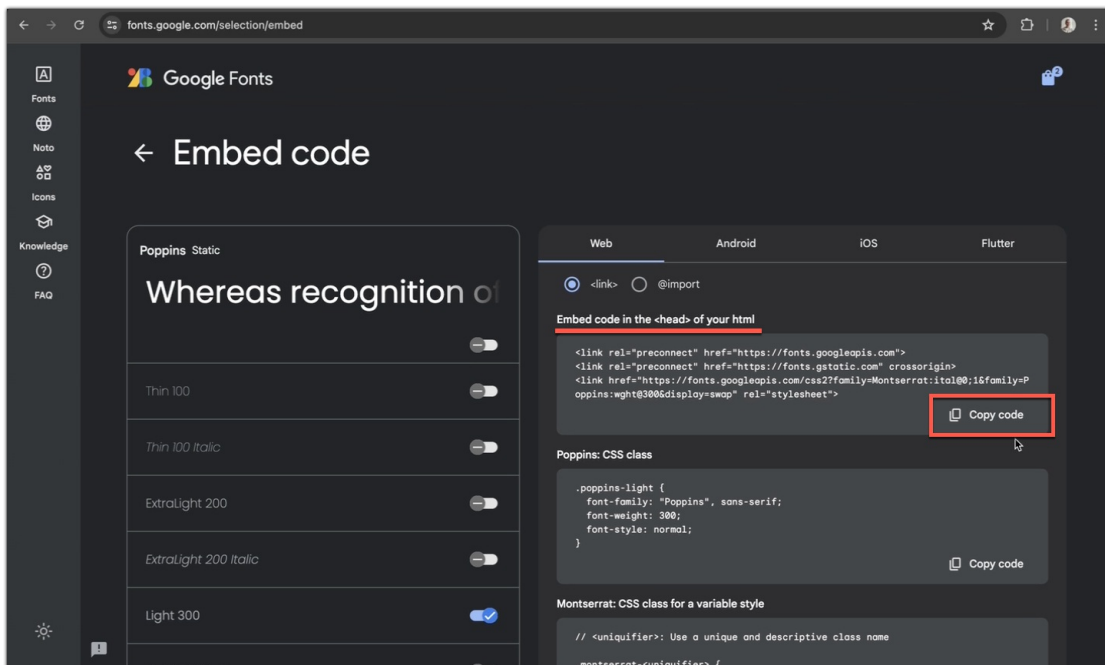 fonts.google.com/selection/embed
Fonts
Noto
Icons
Knowledge
FAQ
Google Fonts
2
Embed code
Poppins Static
Whereas recognition of
Thin 100
Thin 100 Italic
ExtraLight 200
ExtraLight 200 Italic
Light 300
Web Android iOS Flutter
<link> @import
Embed code in the <head> of your html
<link rel="preconnect" href="https://fonts.googleapis.com">
<link rel="preconnect" href="https://fonts.gstatic.com" crossorigin>
<link href="https://fonts.googleapis.com/css2?family=Montserrat:ital@0;1&family=P
oppins:wght@300&display=swap" rel="stylesheet">
Copy code
Poppins: CSS class
.poppins-light {
font-family: "Poppins", sans-serif;
font-weight: 300;
font-style: normal;
}
Copy code
Montserrat: CSS class for a variable style
// <uniquifier>: Use a unique and descriptive class name
.montserrat-<uniquifier> {